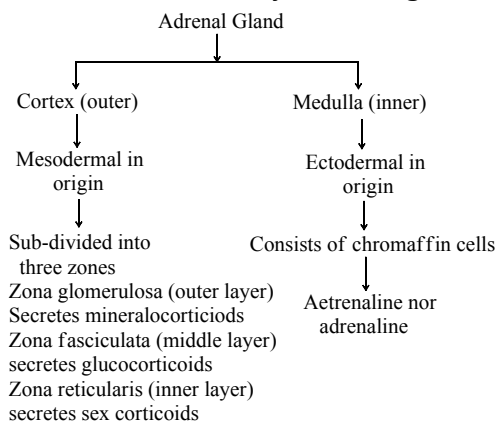 Adrenal Gland
Cortex (outer)
Medulla (inner)
Mesodermal in
origin
Ectodermal in
origin
Sub-divided into
three zones
Zona glomerulosa (outer layer)
Secretes mineralocorticiods
Zona fasciculata (middle layer)
secretes glucocorticoids
Zona reticularis (inner layer)
secretes sex corticoids
Consists of chromaffin cells
Aetrenaline nor
adrenaline